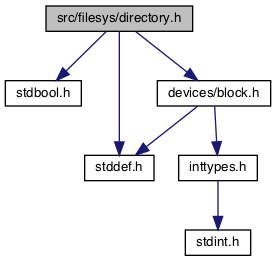 src/filesys/directory.h
stdbool.h
devices/block.h
stddef.h
inttypes.h
stdint.h